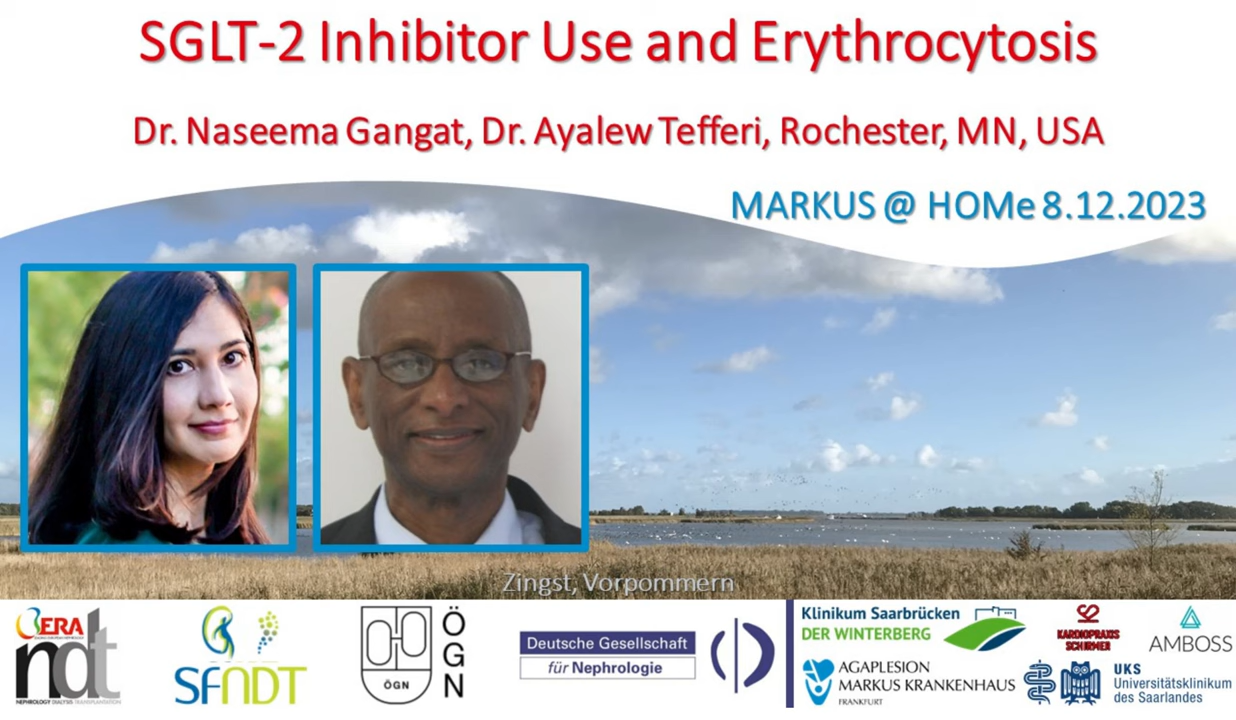 SGLT-2 Inhibitor Use and Erythrocytosis
Dr. Naseema Gangat, Dr. Ayalew Tefferi, Rochester, MN, USA
MARKUS @ HOMe 8.12.2023
Zingst, Vorpommern
ERA
ndt
NEPHROLOGY DIALYSIS TRANSPLANTATION
SFNDT
ÖGN
ÖGN
Deutsche Gesellschaft
für Nephrologie
Klinikum Saarbrücken
DER WINTERBERG
AGAPLESION
MARKUS KRANKENHAUS
FRANKFURT
KARDIOPRAXIS
SCHIRMER
AMBOSS
UKS
Universitätsklinikum
des Saarlandes